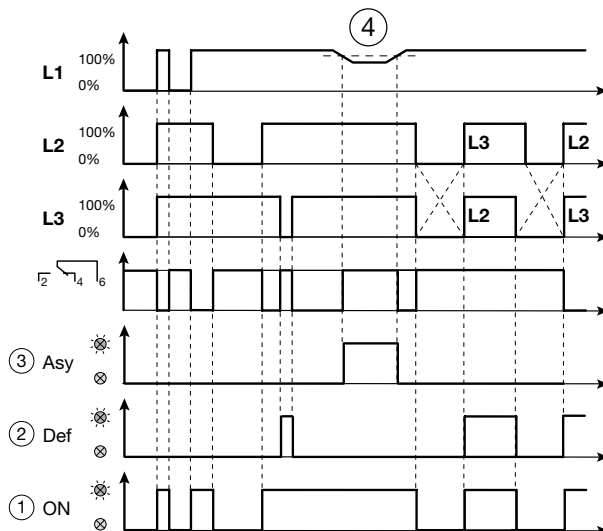 ④
L1 100%
0%
L2 100%
0%
L3
L2
L3 100%
0%
L2
L3
2 4 6
③ Asy
② Def
① ON